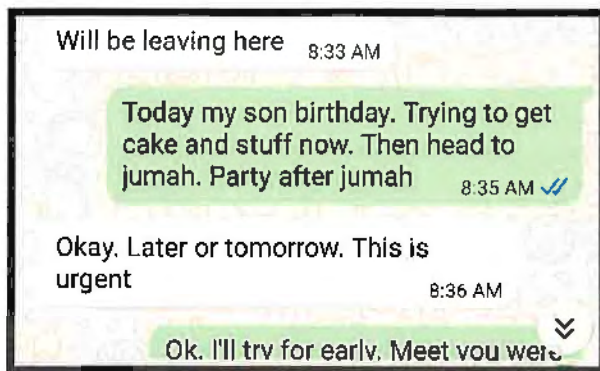 Will be leaving here 8:33 AM
Today my son birthday. Trying to get
cake and stuff now. Then head to
jumah. Party after jumah 8:35 AM
Okay. Later or tomorrow. This is
urgent 8:36 AM
Ok. I'll try for early. Meet you were